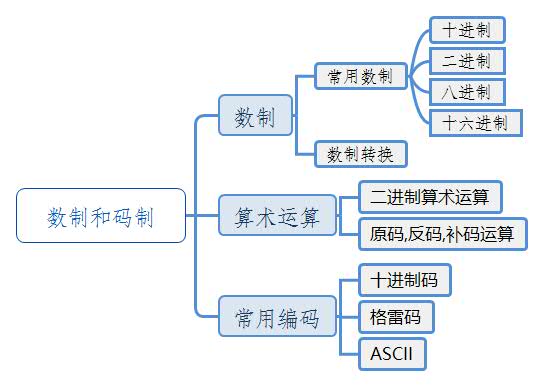 数制和码制
数制
常用数制
十进制
二进制
八进制
十六进制
数制转换
算术运算
二进制算术运算
原码,反码,补码运算
常用编码
十进制码
格雷码
ASCII